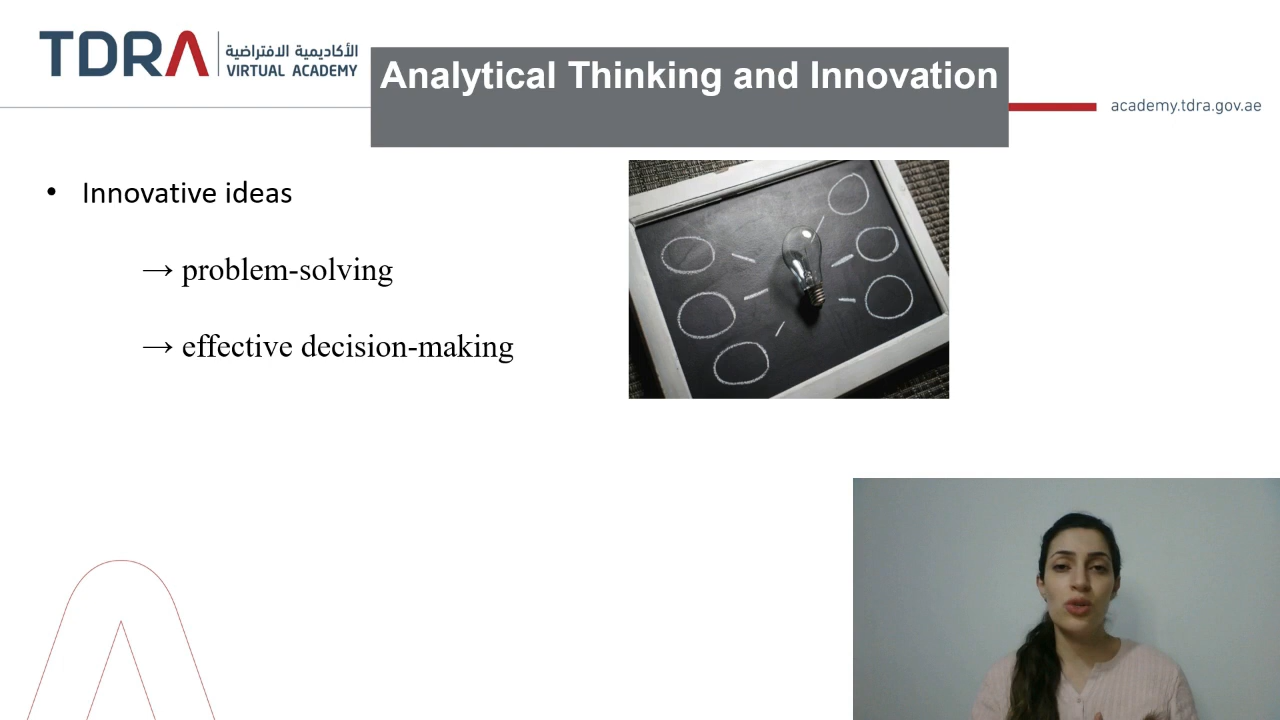 TDRA
الأكاديمية الافتراضية
VIRTUAL ACADEMY
Analytical Thinking and Innovation
academy.tdra.gov.ae
• Innovative ideas
→ problem-solving
→ effective decision-making